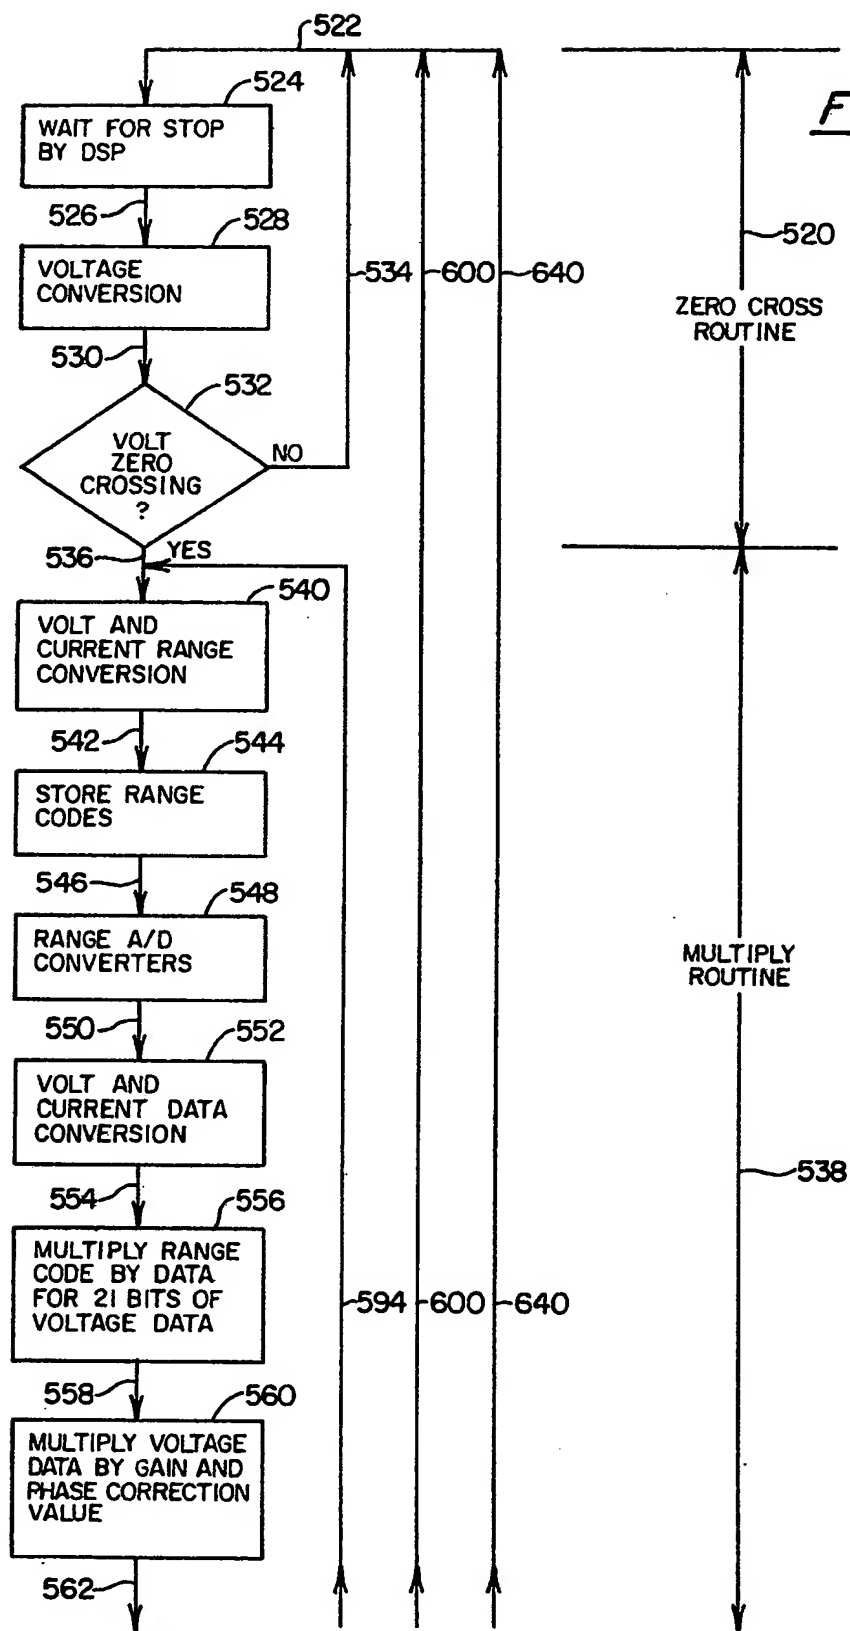 522
524
F
WAIT FOR STOP
BY DSP
526
528
520
VOLTAGE
CONVERSION
534
600
640
ZERO CROSS
ROUTINE
530
532
VOLT
ZERO
CROSSING
?
NO
536
YES
540
VOLT AND
CURRENT RANGE
CONVERSION
542
544
STORE RANGE
CODES
546
548
RANGE A/D
CONVERTERS
MULTIPLY
ROUTINE
550
552
VOLT AND
CURRENT DATA
CONVERSION
538
554
556
MULTIPLY RANGE
CODE BY DATA
FOR 21 BITS OF
VOLTAGE DATA
594
600
640
558
560
MULTIPLY VOLTAGE
DATA BY GAIN AND
PHASE CORRECTION
VALUE
562